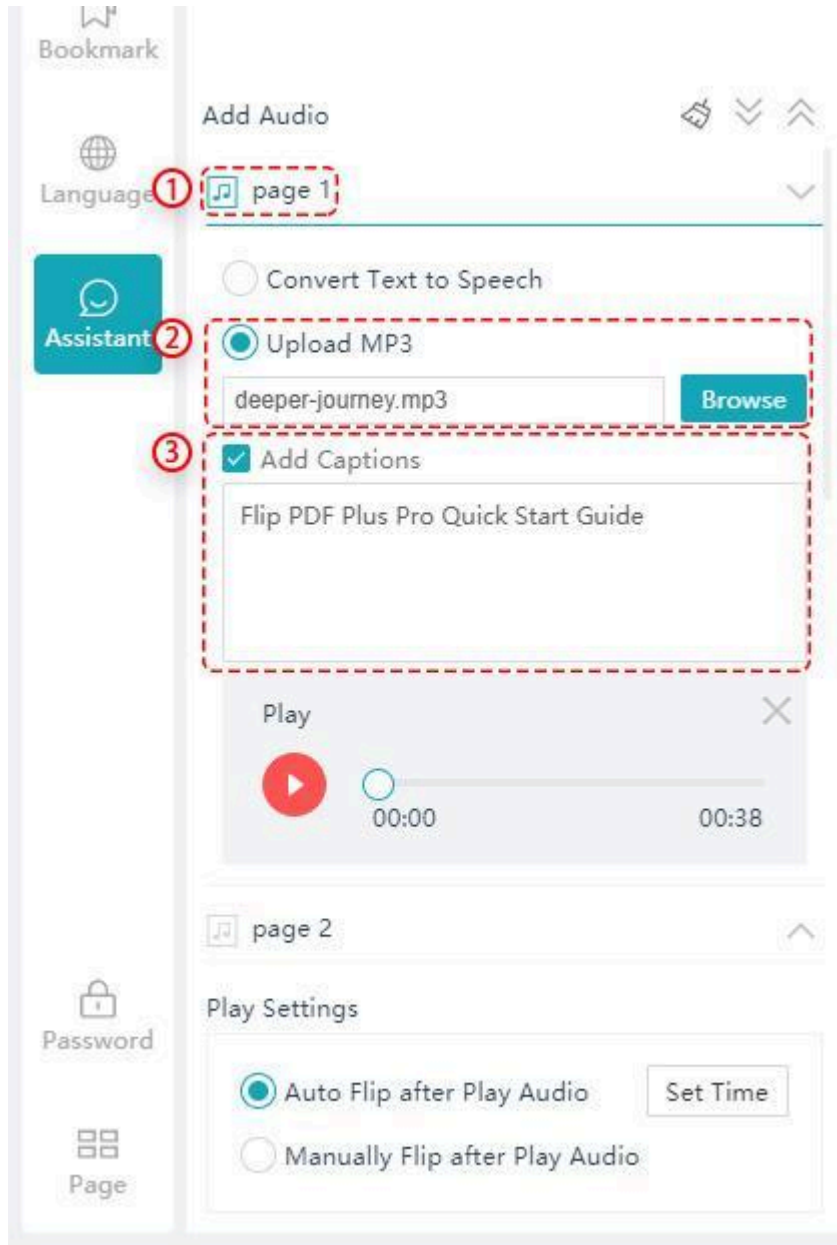 Bookmark
Add Audio
Language
① page 1
Convert Text to Speech
Assistant
② Upload MP3
deeper-journey.mp3 Browse
③ Add Captions
Flip PDF Plus Pro Quick Start Guide
Play
00:00 00:38
page 2
Password
Play Settings
Auto Flip after Play Audio Set Time
Manually Flip after Play Audio
Page